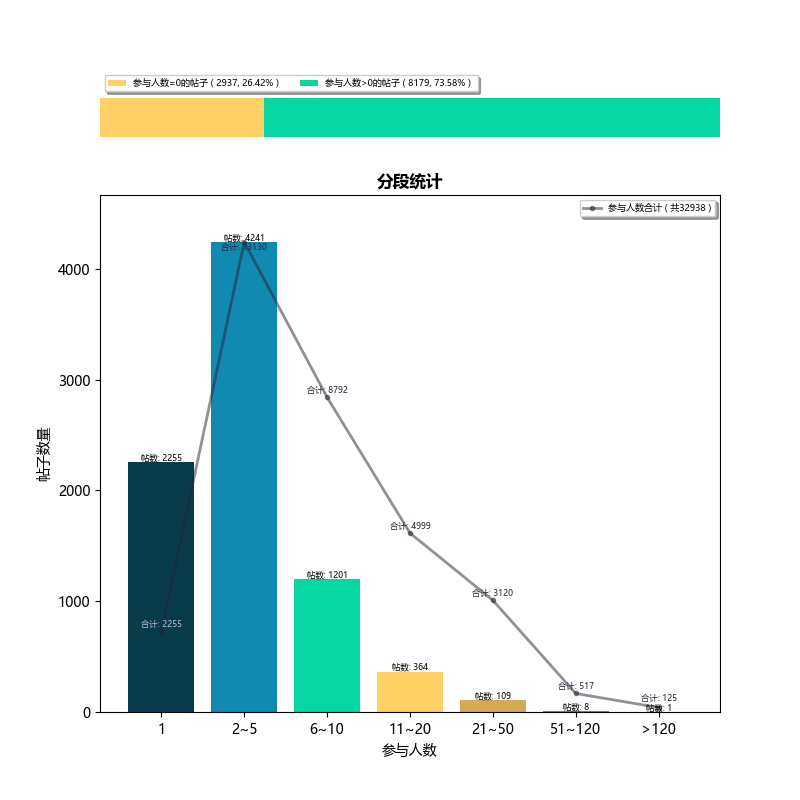 参与人数=0的帖子 ( 2937, 26.42% ) 参与人数>0的帖子 ( 8179, 73.58% )
分段统计
参与人数合计 ( 共32938 )
帖子数量
4000
3000
2000
1000
0
帖数: 2255
合计: 2255
帖数: 4241
合计: 13130
合计: 8792
帖数: 1201
合计: 4999
帖数: 364
合计: 3120
帖数: 109
合计: 517
帖数: 8
合计: 125
帖数: 1
1 2~5 6~10 11~20 21~50 51~120 >120
参与人数